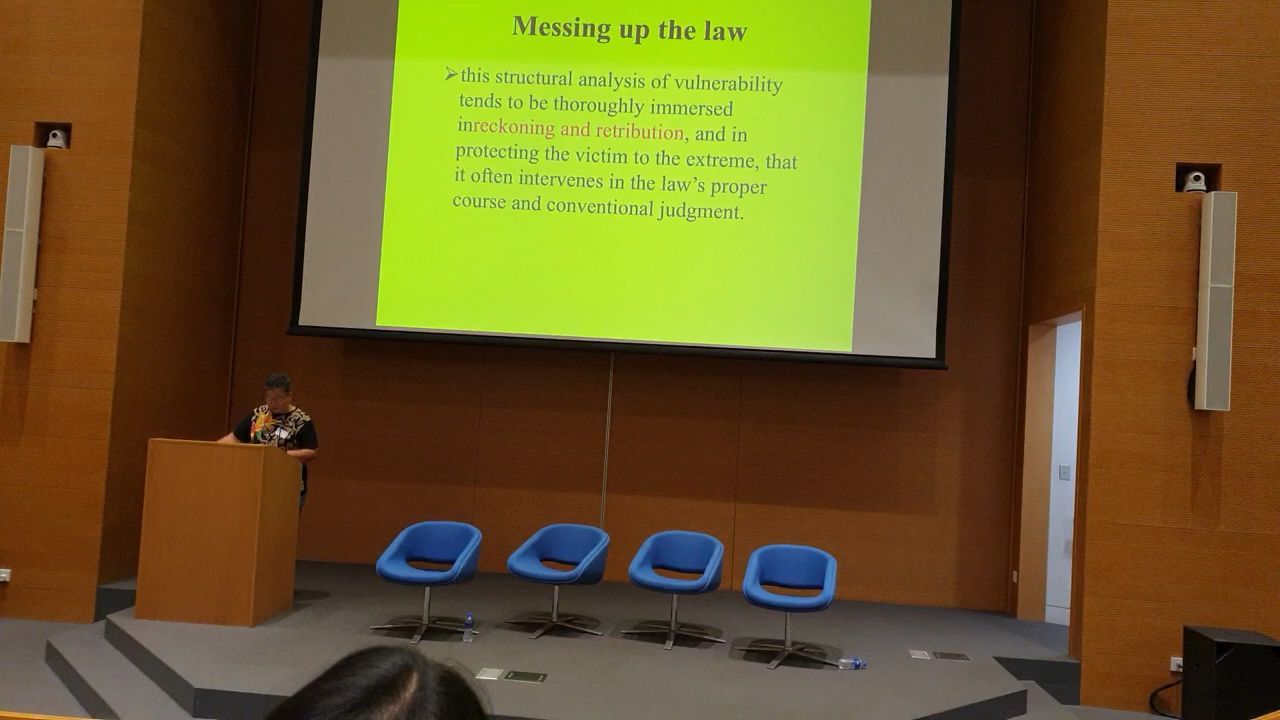 Messing up the law
➢this structural analysis of vulnerability
tends to be thoroughly immersed
inreckoning and retribution, and in
protecting the victim to the extreme, that
it often intervenes in the law's proper
course and conventional judgment.